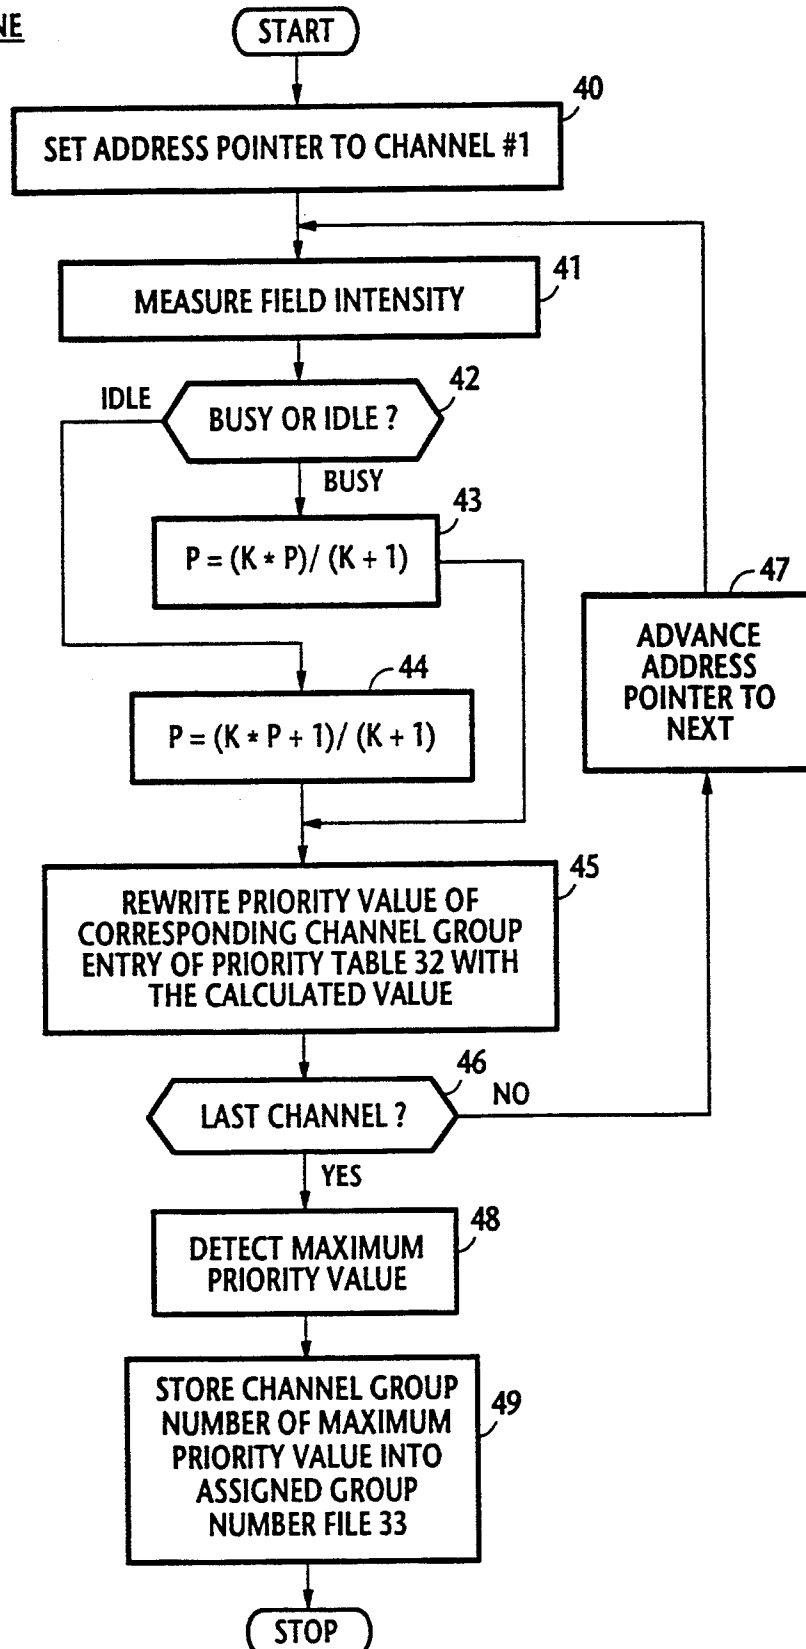 NE
START
40
SET ADDRESS POINTER TO CHANNEL #1
41
MEASURE FIELD INTENSITY
42
IDLE
BUSY OR IDLE ?
BUSY
43
P = (K * P)/ (K + 1)
47
ADVANCE
ADDRESS
POINTER TO
NEXT
44
P = (K * P + 1)/ (K + 1)
45
REWRITE PRIORITY VALUE OF
CORRESPONDING CHANNEL GROUP
ENTRY OF PRIORITY TABLE 32 WITH
THE CALCULATED VALUE
46
LAST CHANNEL ?
NO
YES
48
DETECT MAXIMUM
PRIORITY VALUE
49
STORE CHANNEL GROUP
NUMBER OF MAXIMUM
PRIORITY VALUE INTO
ASSIGNED GROUP
NUMBER FILE 33
STOP